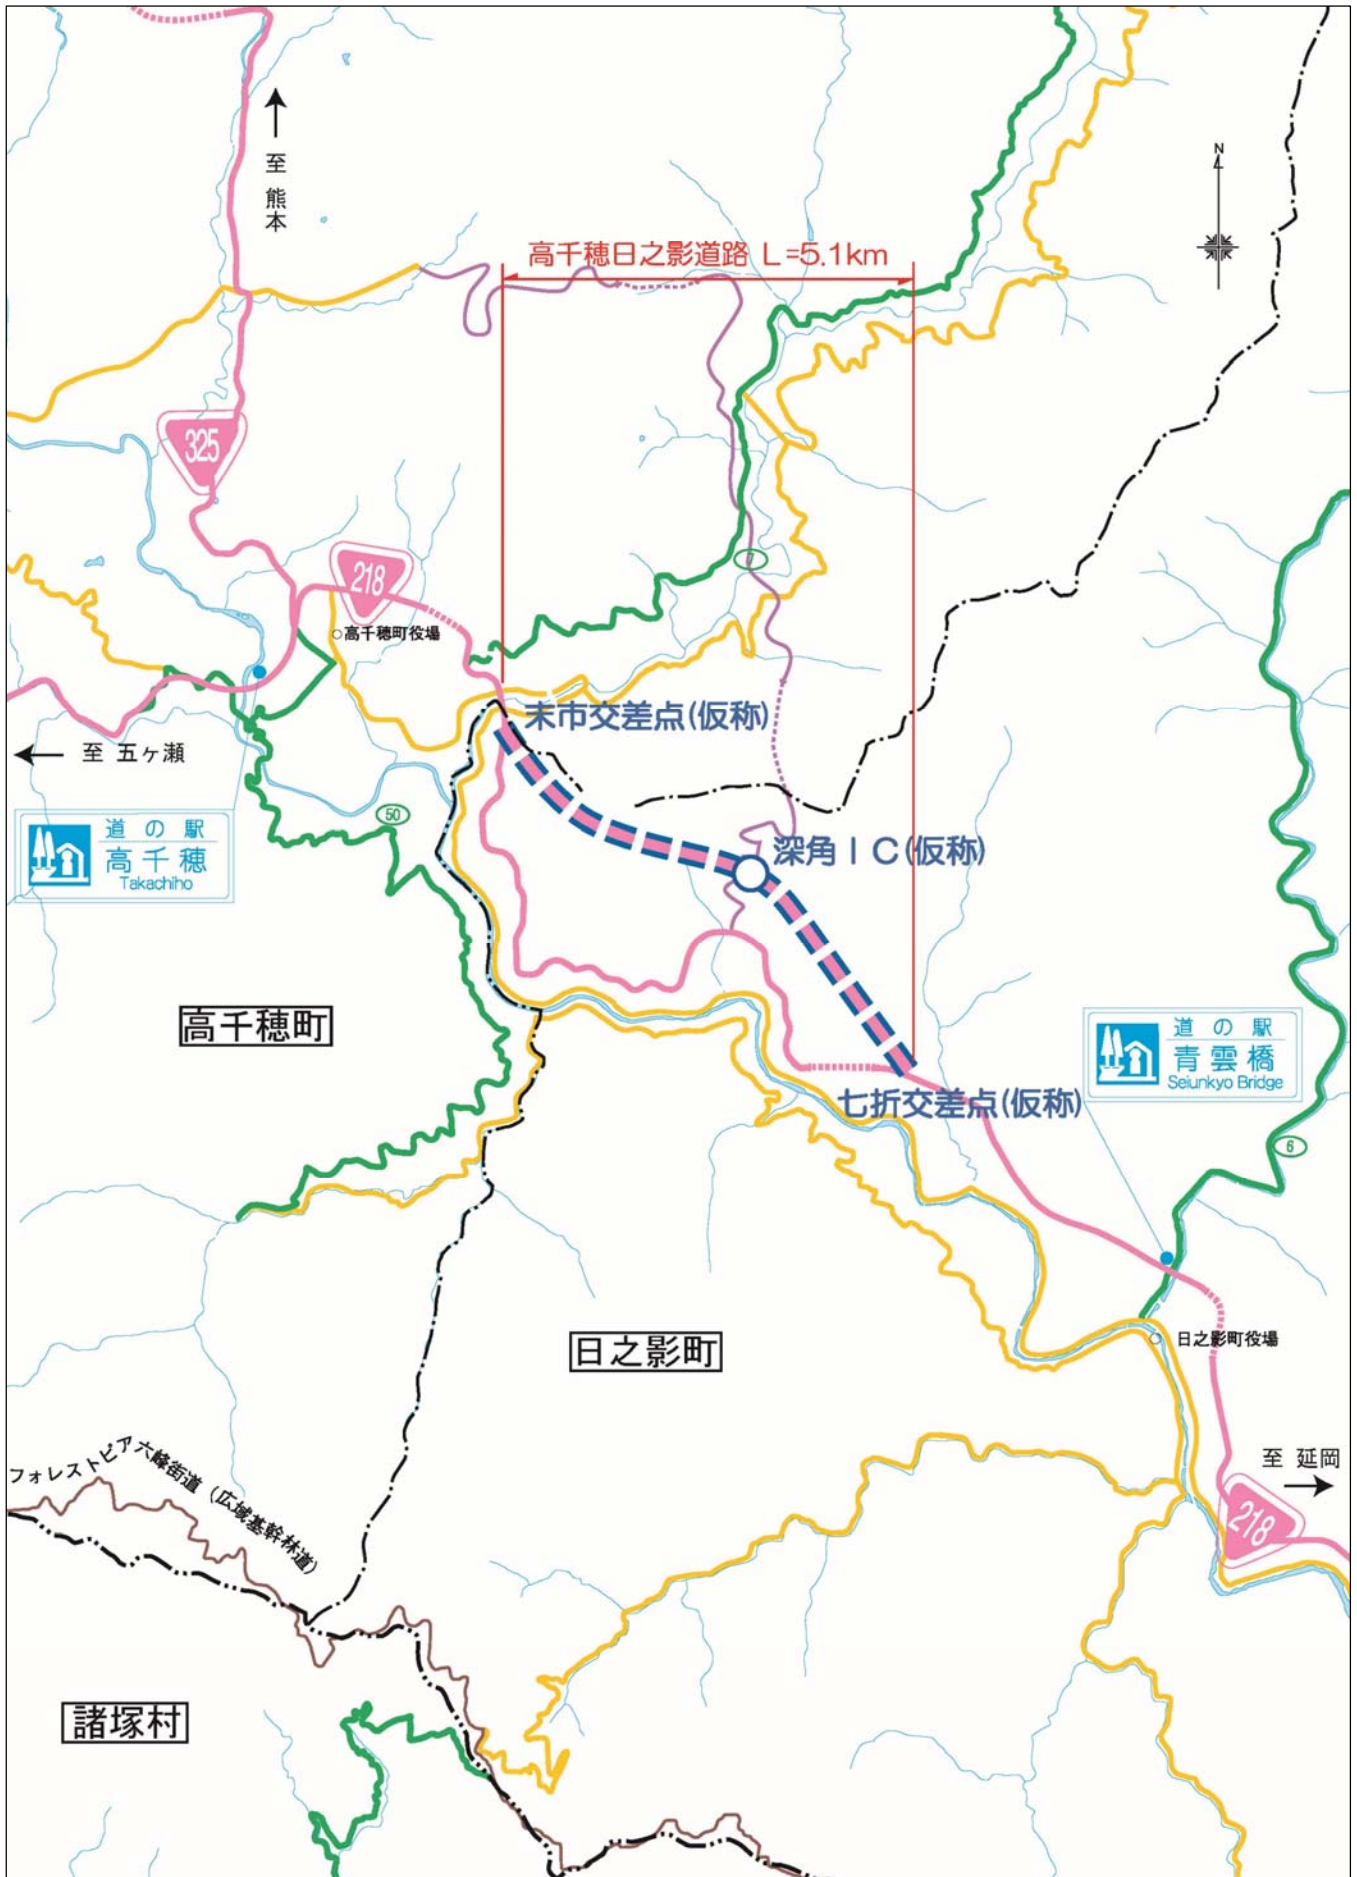 N
至
熊
本
高千穂日之影道路 L=5.1km
325
218
7
○高千穂町役場
末市交差点(仮称)
至 五ヶ瀬
道の駅
高千穂
Takachiho
50
深角IC(仮称)
高千穂町
道の駅
青雲橋
Seiunkyo Bridge
七折交差点(仮称)
6
日之影町役場
日之影町
至 延岡
218
フォレストピア六峰街道(広域基幹林道)
諸塚村